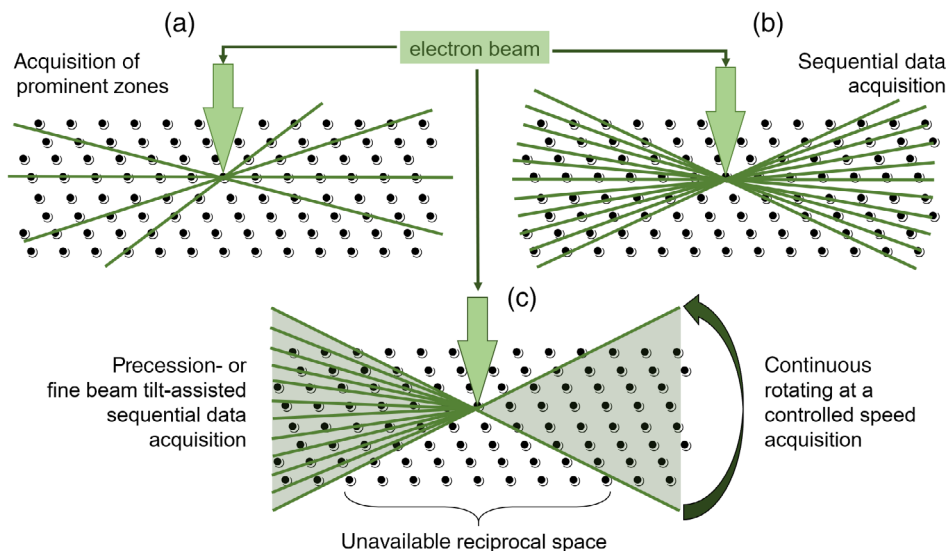 (a)
electron beam
(b)
Acquisition of
prominent zones
Sequential data
acquisition
(c)
Precession- or
fine beam tilt-assisted
sequential data
acquisition
Continuous
rotating at a
controlled speed
acquisition
Unavailable reciprocal space